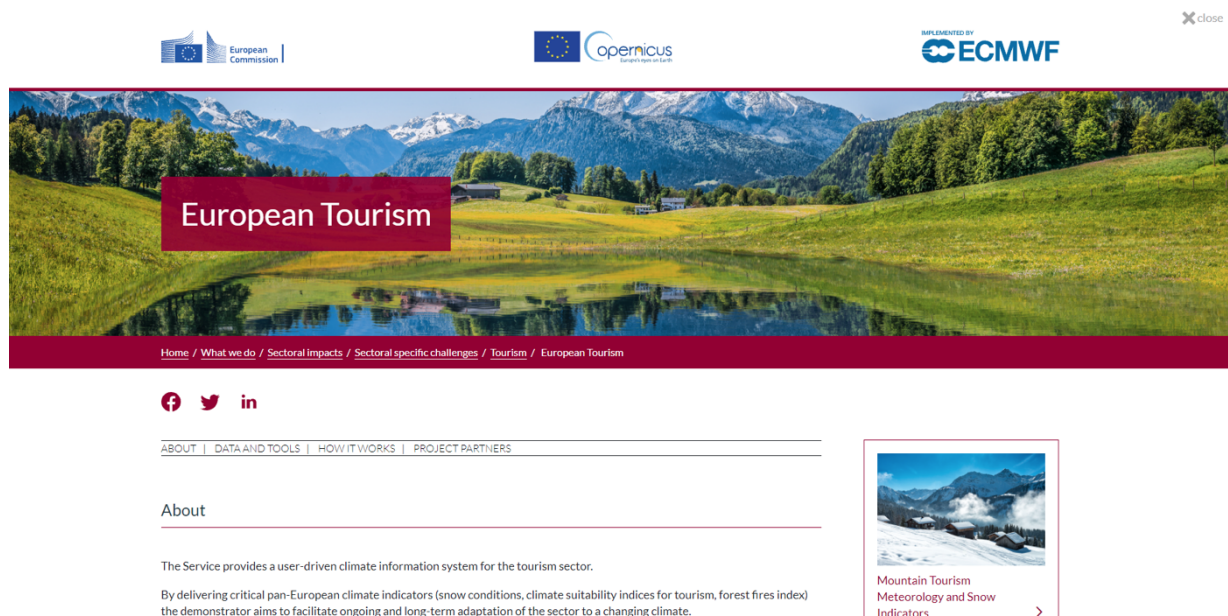 close
European
Commission
opernicus
Europe's eyes on Earth
IMPLEMENTED BY
ECMWF
European Tourism
Home / What we do / Sectoral impacts / Sectoral specific challenges / Tourism / European Tourism
ABOUT | DATA AND TOOLS | HOW IT WORKS | PROJECT PARTNERS
About
The Service provides a user-driven climate information system for the tourism sector.
By delivering critical pan-European climate indicators (snow conditions, climate suitability indices for tourism, forest fires index)
the demonstrator aims to facilitate ongoing and long-term adaptation of the sector to a changing climate.
Mountain Tourism
Meteorology and Snow
Indicators